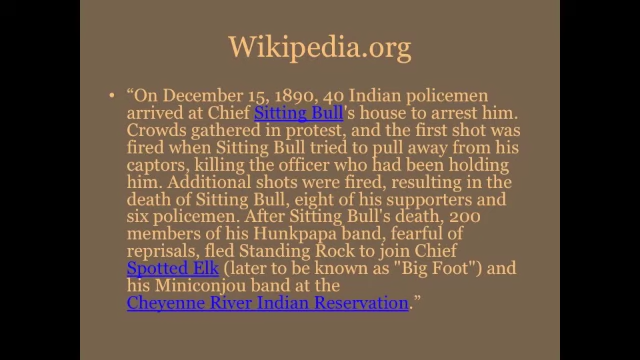 Wikipedia.org
• “On December 15, 1890, 40 Indian policemen
arrived at Chief Sitting Bull's house to arrest him.
Crowds gathered in protest, and the first shot was
fired when Sitting Bull tried to pull away from his
captors, killing the officer who had been holding
him. Additional shots were fired, resulting in the
death of Sitting Bull, eight of his supporters and
six policemen. After Sitting Bull's death, 200
members of his Hunkpapa band, fearful of
reprisals, fled Standing Rock to join Chief
Spotted Elk (later to be known as "Big Foot") and
his Miniconjou band at the
Cheyenne River Indian Reservation.”